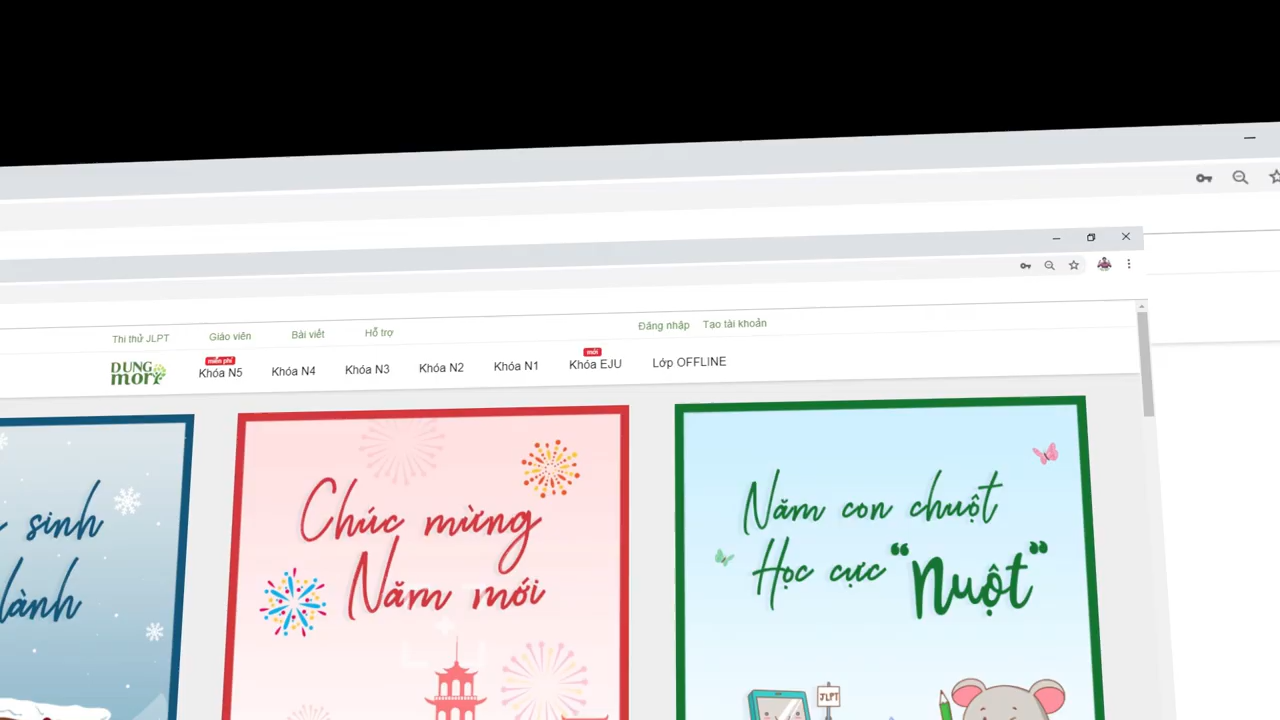 Thi thử JLPT
Giáo viên
Bài viết
Hỗ trợ
Đăng nhập
Tạo tài khoản
DUNG
mori
miễn phí
Khóa N5
Khóa N4
Khóa N3
Khóa N2
Khóa N1
mới
Khóa EJU
Lớp OFFLINE
sinh
lành
Chúc mừng
Năm mới
Năm con chuột
Học cực "Nuột"
JLPT